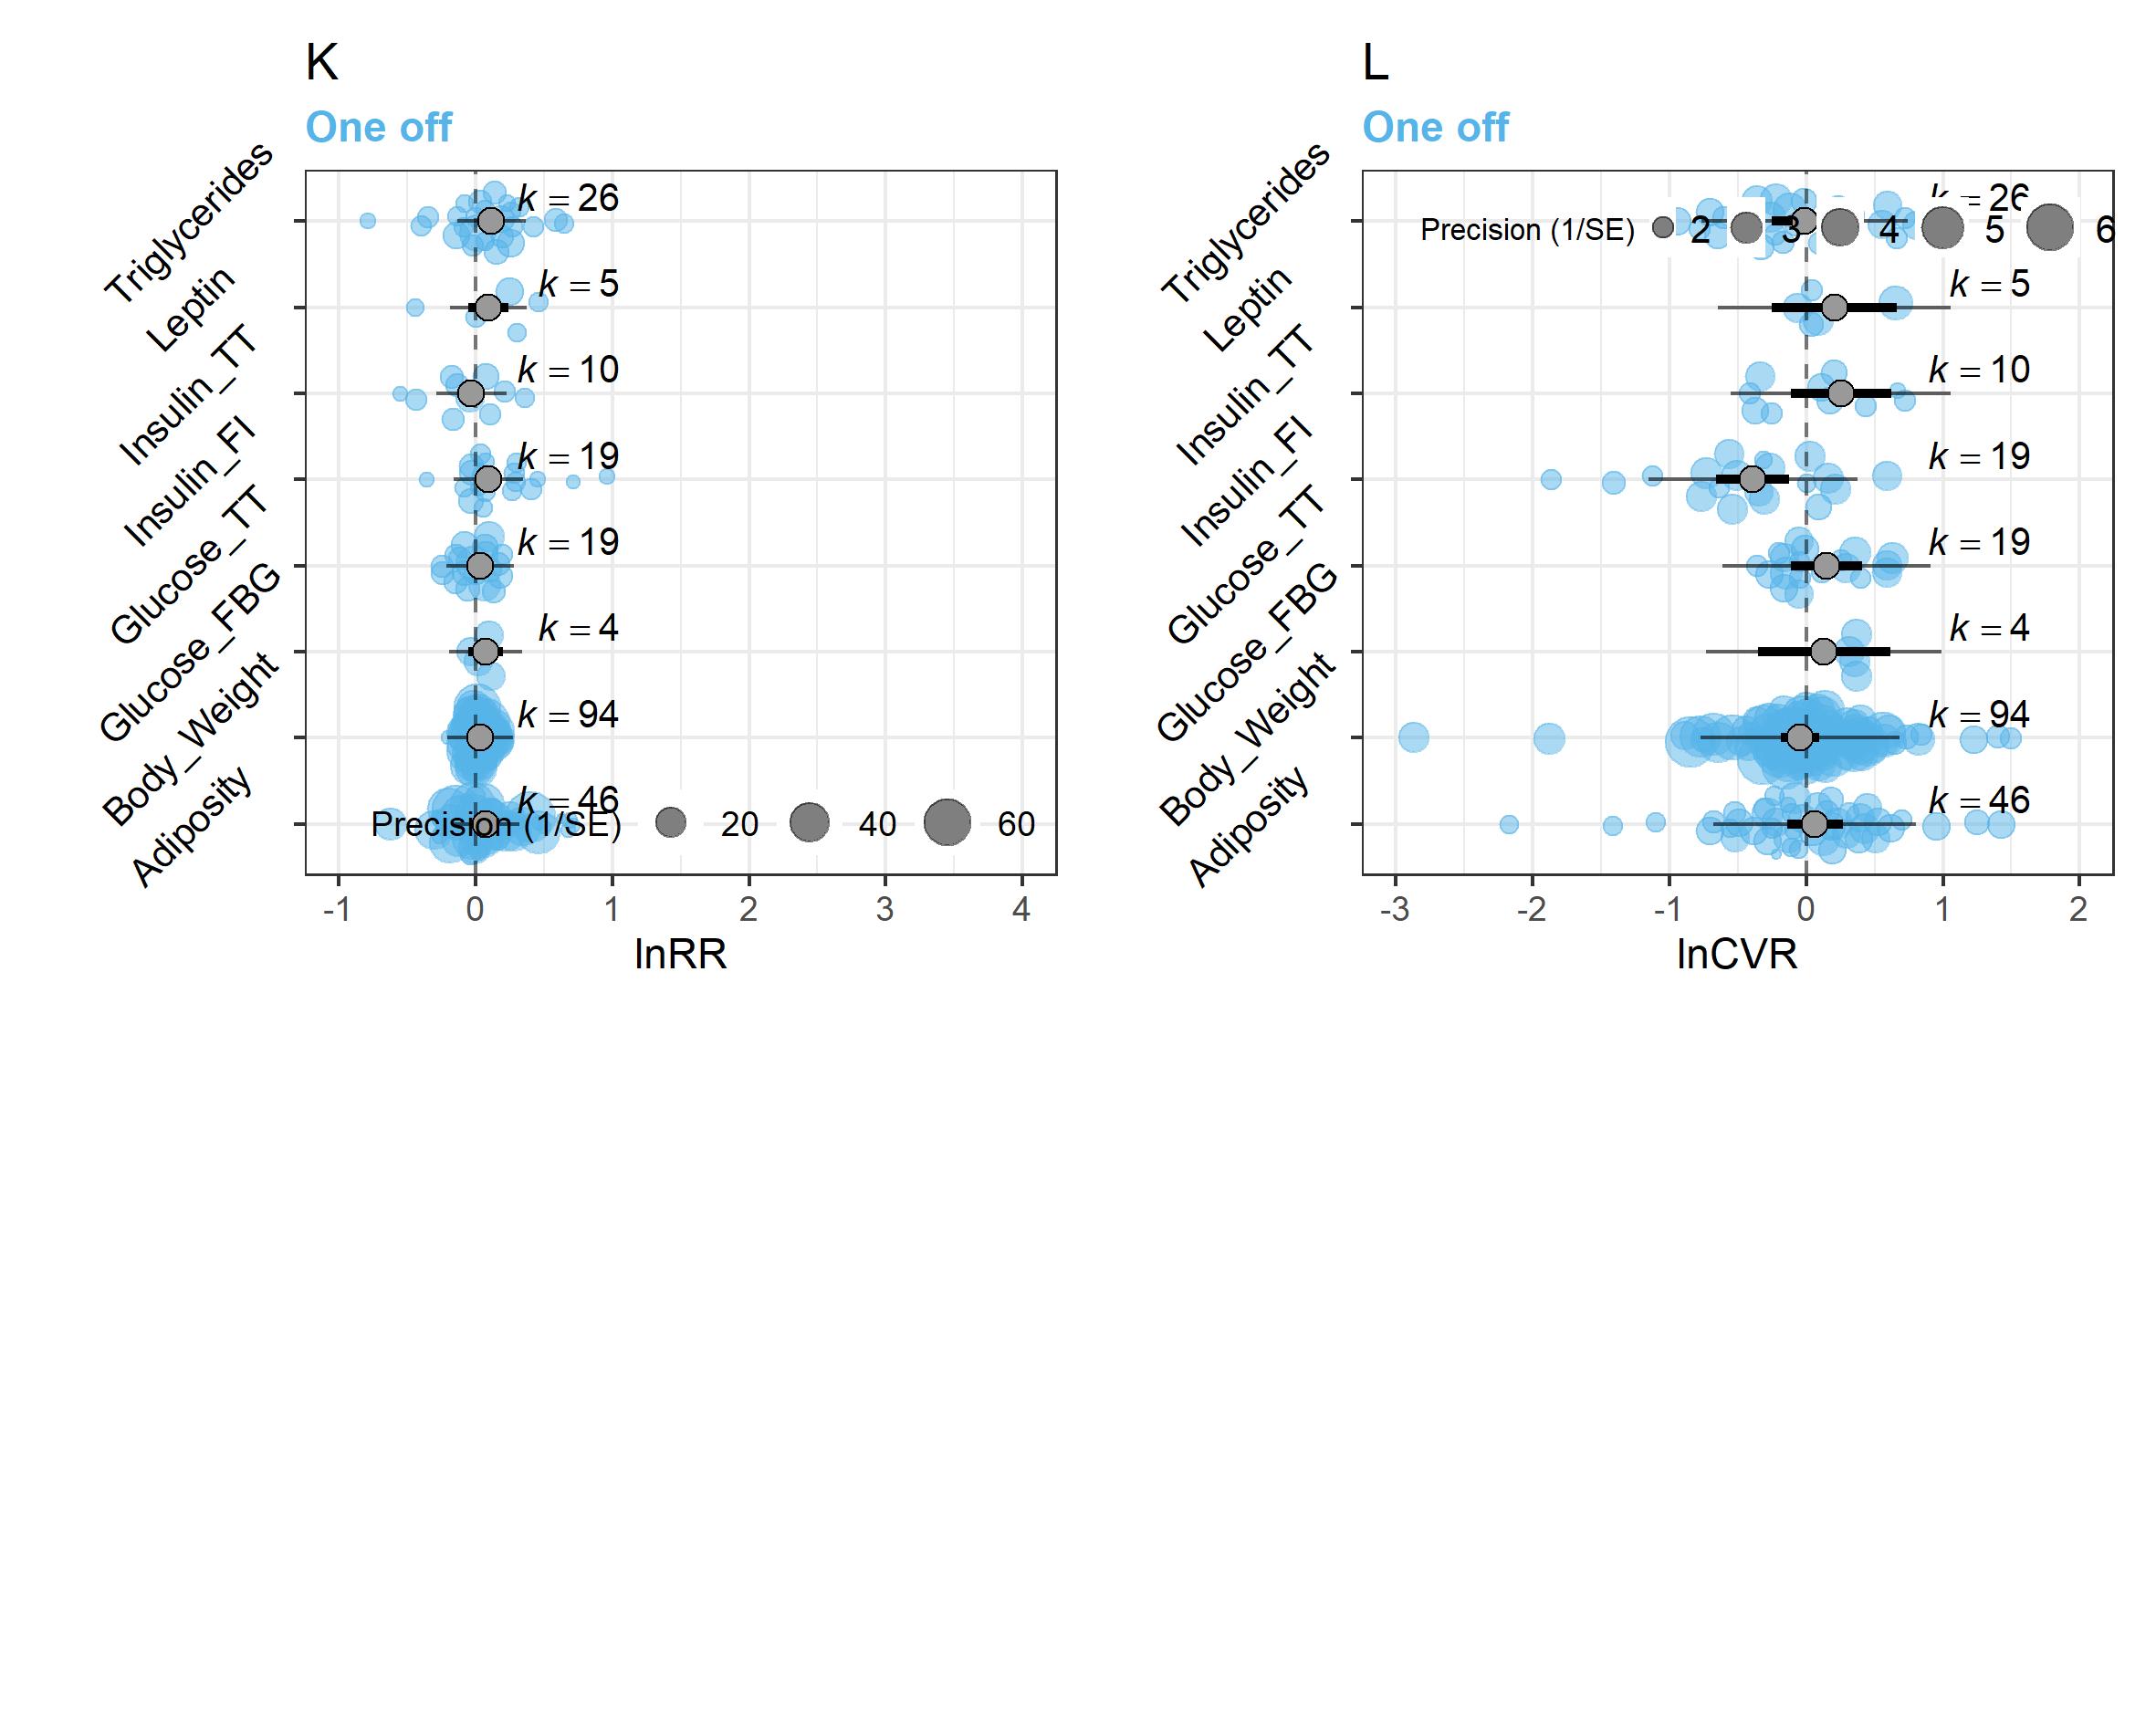 K
One off
Triglycerides
Leptin
Insulin_TT
Insulin_FI
Glucose_TT
Glucose_FBG
Body_Weight
Adiposity
k = 26
k = 5
k = 10
k = 19
k = 19
k = 4
k = 94
k = 46
Precision (1/SE) 20 40 60
-1 0 1 2 3 4
lnRR
L
One off
Triglycerides
Leptin
Insulin_TT
Insulin_FI
Glucose_TT
Glucose_FBG
Body_Weight
Adiposity
k = 26
Precision (1/SE) 2 3 4 5 6
k = 5
k = 10
k = 19
k = 19
k = 4
k = 94
k = 46
-3 -2 -1 0 1 2
lnCVR